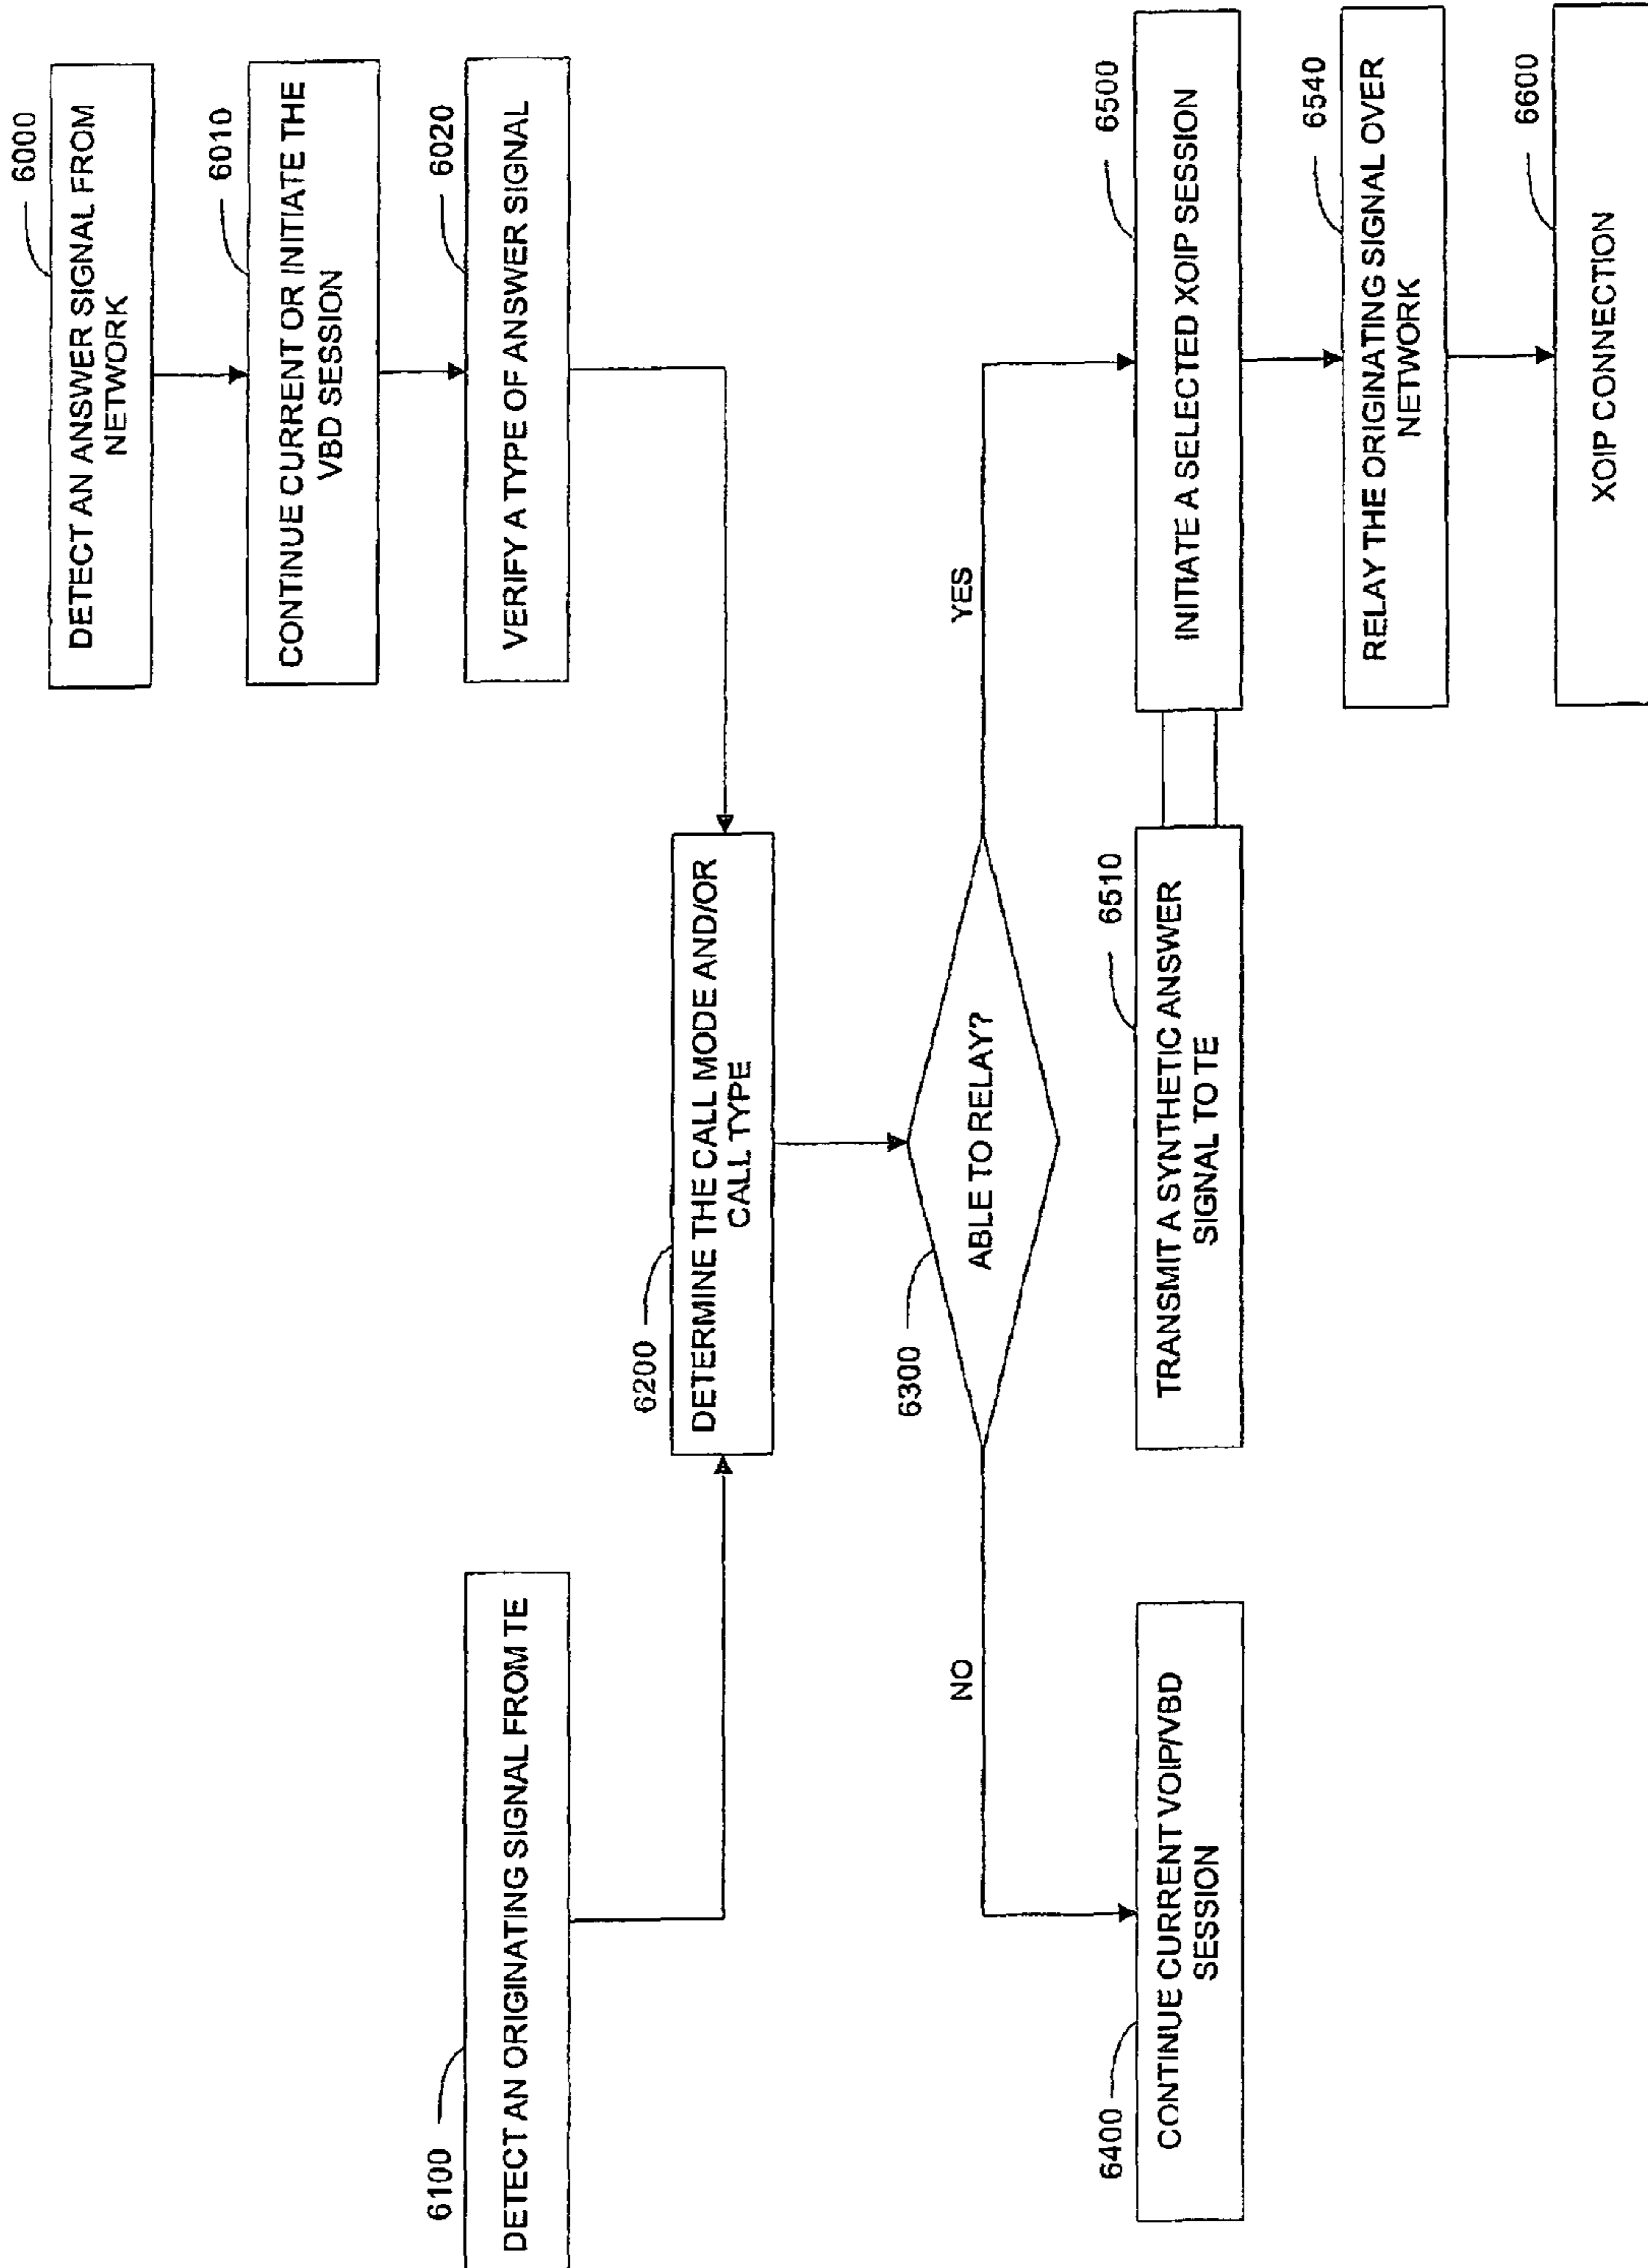 6000
DETECT AN ANSWER SIGNAL FROM
NETWORK
6010
CONTINUE CURRENT OR INITIATE THE
VBD SESSION
6020
VERIFY A TYPE OF ANSWER SIGNAL
6100
DETECT AN ORIGINATING SIGNAL FROM TE
6200
DETERMINE THE CALL MODE AND/OR
CALL TYPE
6300
ABLE TO RELAY?
NO
YES
6400
CONTINUE CURRENT VOIP/VBD
SESSION
6510
TRANSMIT A SYNTHETIC ANSWER
SIGNAL TO TE
6500
INITIATE A SELECTED XOIP SESSION
6540
RELAY THE ORIGINATING SIGNAL OVER
NETWORK
6600
XOIP CONNECTION